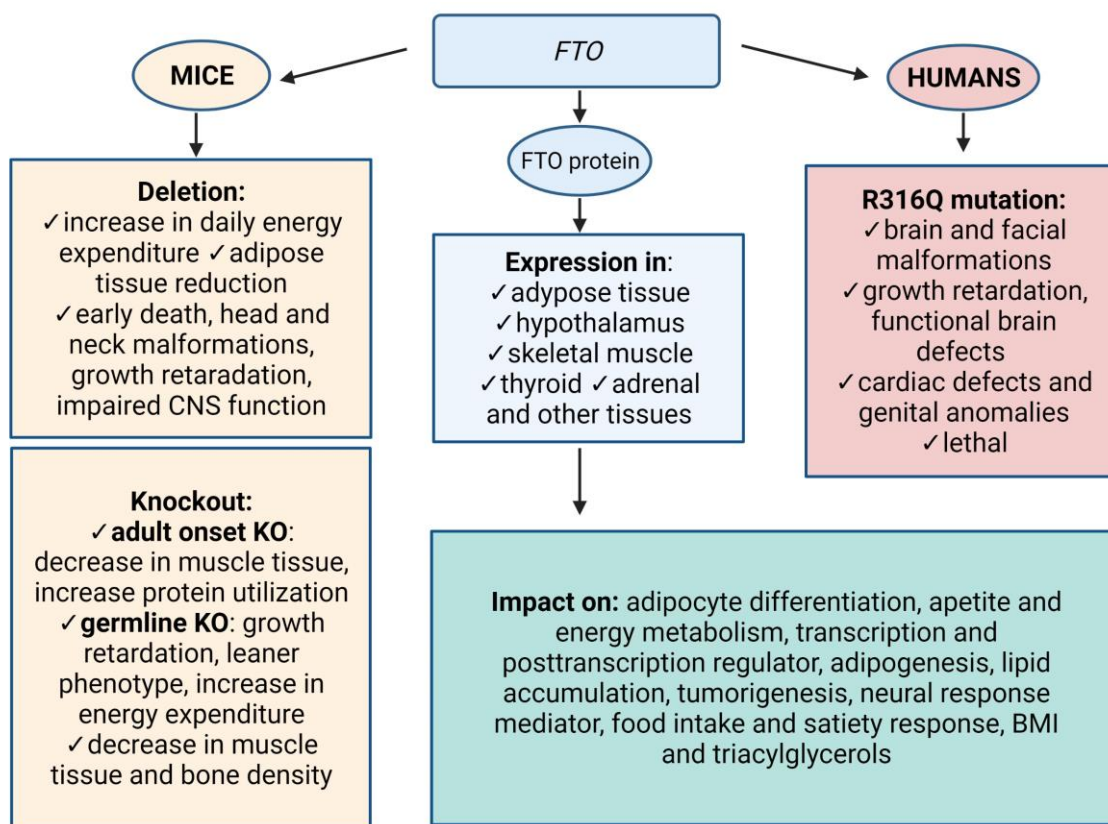 FTO
MICE
HUMANS
FTO protein
Deletion:
✓increase in daily energy
expenditure ✓adipose
tissue reduction
✓early death, head and
neck malformations,
growth retaradation,
impaired CNS function
Knockout:
✓adult onset KO:
decrease in muscle tissue,
increase protein utilization
✓germline KO: growth
retardation, leaner
phenotype, increase in
energy expenditure
✓decrease in muscle
tissue and bone density
Expression in:
✓adypose tissue
✓hypothalamus
✓skeletal muscle
✓thyroid ✓adrenal
and other tissues
R316Q mutation:
✓brain and facial
malformations
✓growth retardation,
functional brain
defects
✓cardiac defects and
genital anomalies
✓lethal
Impact on: adipocyte differentiation, apetite and
energy metabolism, transcription and
posttranscription regulator, adipogenesis, lipid
accumulation, tumorigenesis, neural response
mediator, food intake and satiety response, BMI
and triacylglycerols